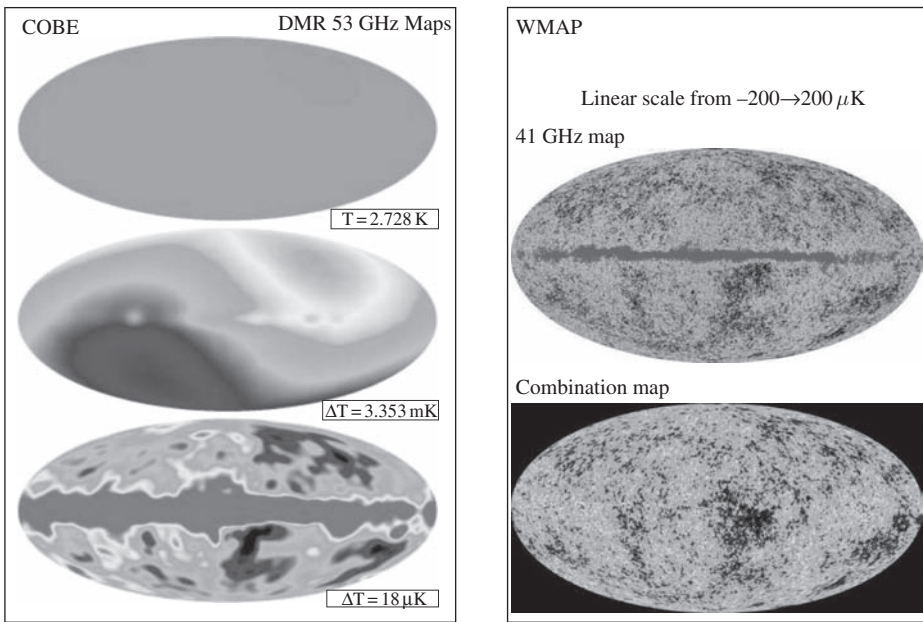 COBE DMR 53 GHz Maps
T = 2.728 K
ΔT = 3.353 mK
ΔT = 18 μK
WMAP
Linear scale from –200→200 μK
41 GHz map
Combination map